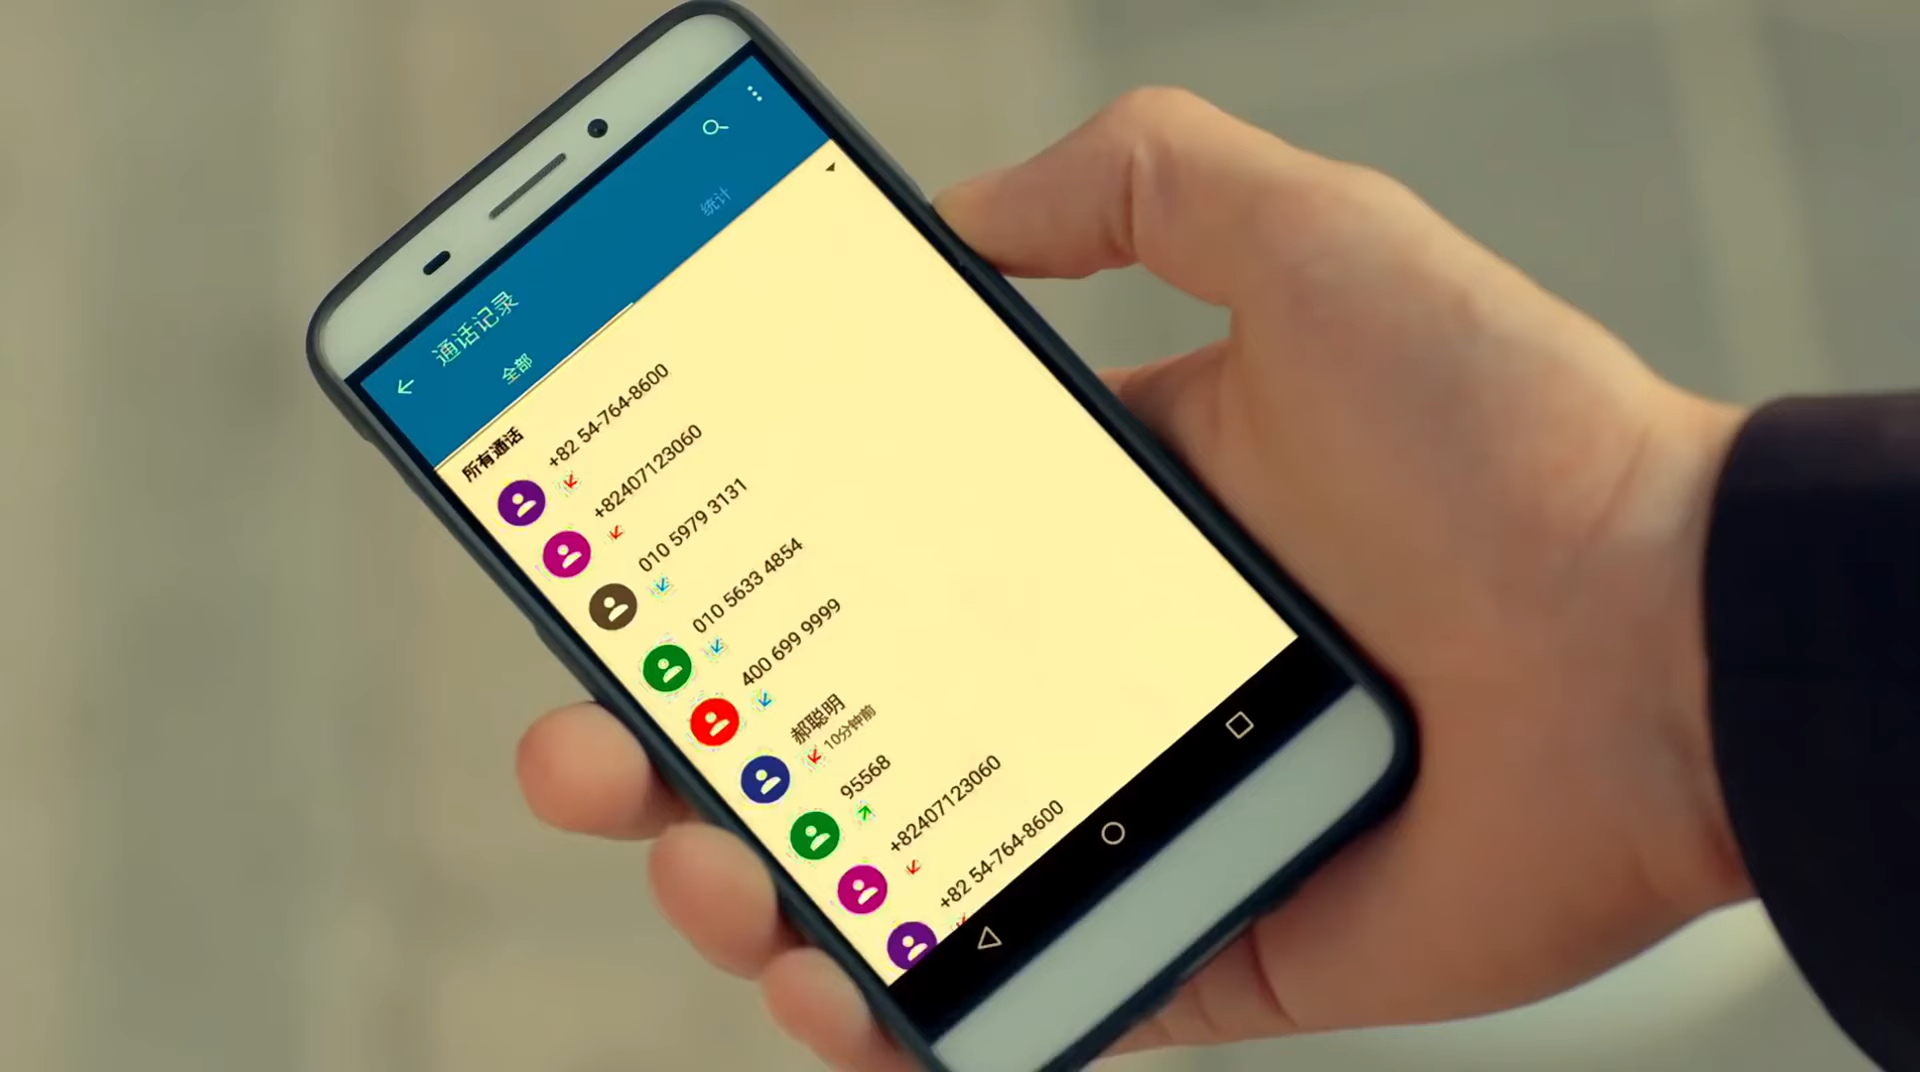 通话记录
全部
统计
所有通话
+82 54-764-8600
+82407123060
010 5979 3131
010 5633 4854
400 699 9999
郝聪明
10分钟前
95568
+82407123060
+82 54-764-8600